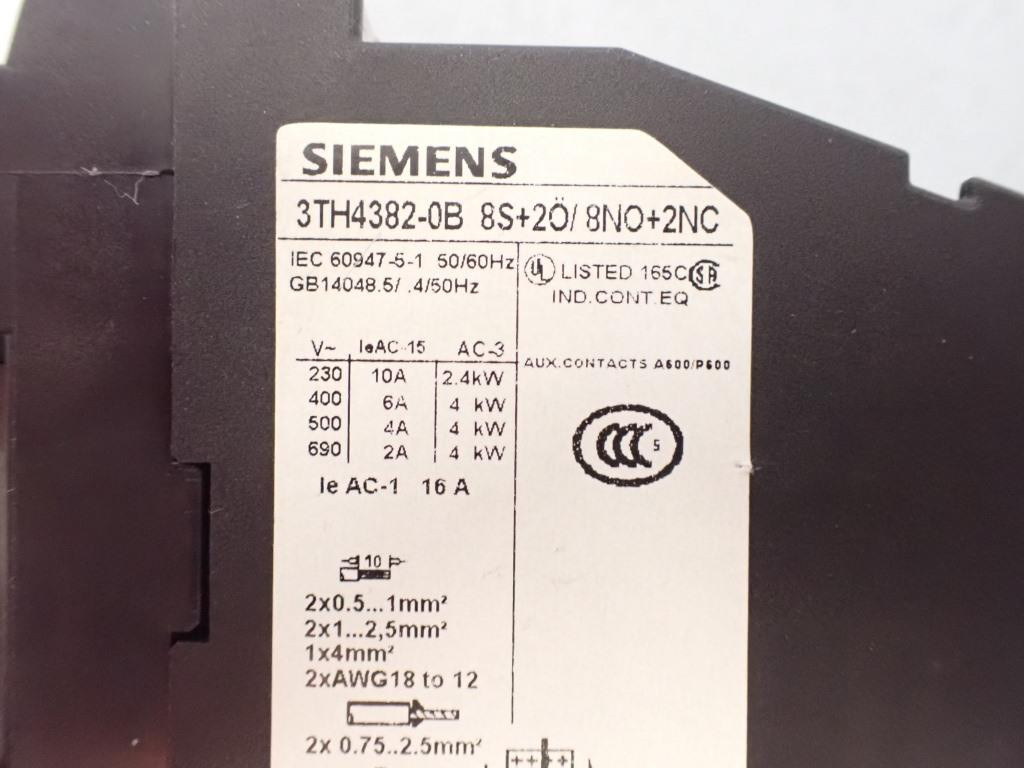 SIEMENS
3TH4382-0B 8S+2Ö/ 8NO+2NC
IEC 60947-5-1 50/60Hz
GB14048.5/ .4/50Hz
UL LISTED 165C SA
IND.CONT.EQ
V~ IeAC-15 AC-3
230 10A 2.4kW
400 6A 4 kW
500 4A 4 kW
690 2A 4 kW
Ie AC-1 16 A
AUX.CONTACTS A600/P600
CCC S
10
2x0.5...1mm²
2x1...2,5mm²
1x4mm²
2xAWG18 to 12
2x 0.75..2.5mm²